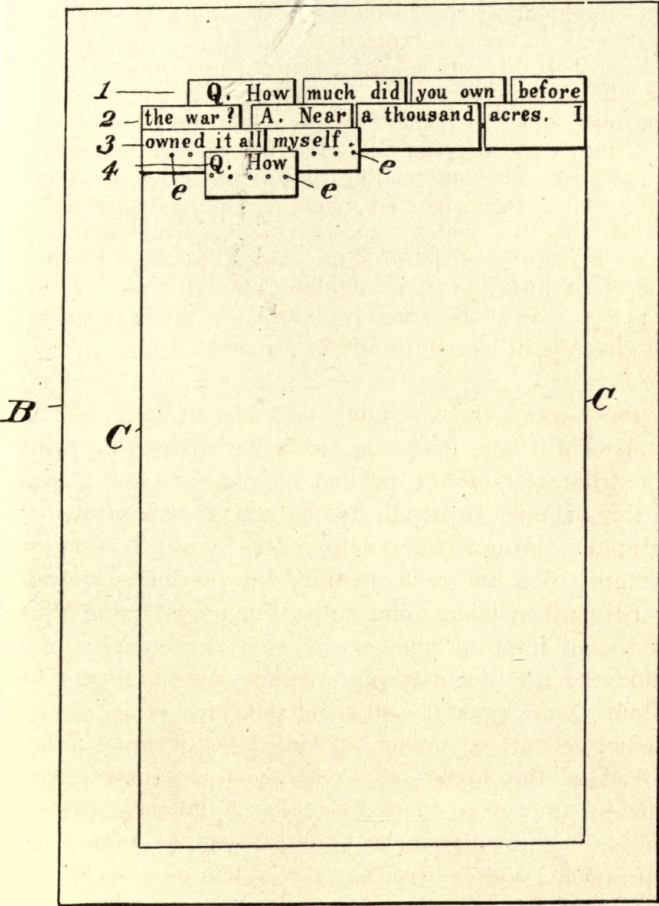 1 Q. How much did you own before
2 the war? A. Near a thousand acres. I
3 owned it all myself.
e
4 Q. How
e e
B C C